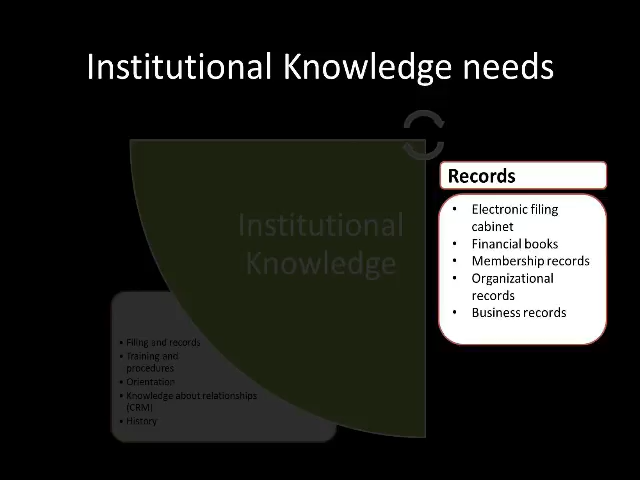 Institutional Knowledge needs
Institutional
Knowledge
Records
• Electronic filing
cabinet
• Financial books
• Membership records
• Organizational
records
• Business records
• Filing and records
• Training and
procedures
• Orientation
• Knowledge about relationships
(CRM)
• History